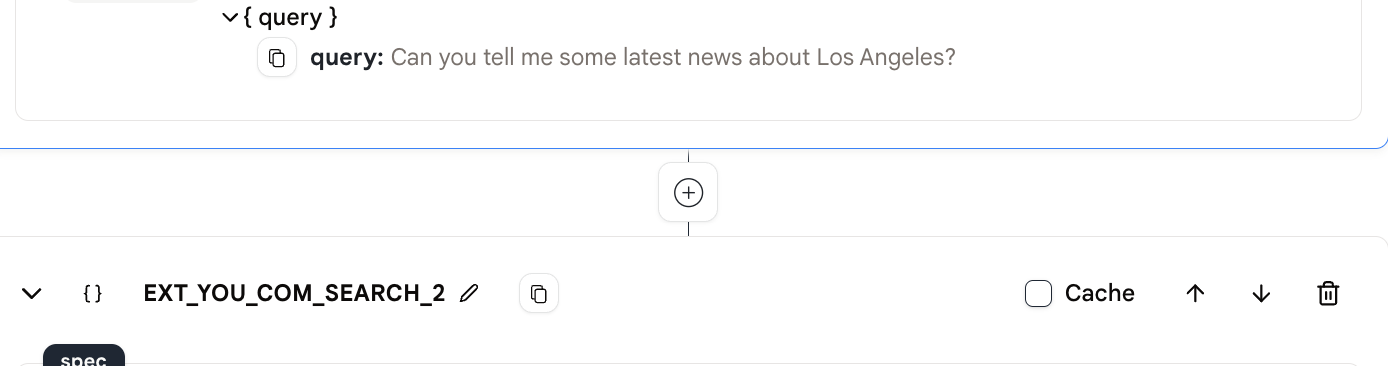 { query }
query: Can you tell me some latest news about Los Angeles?
{ } EXT_YOU_COM_SEARCH_2 Cache
spec